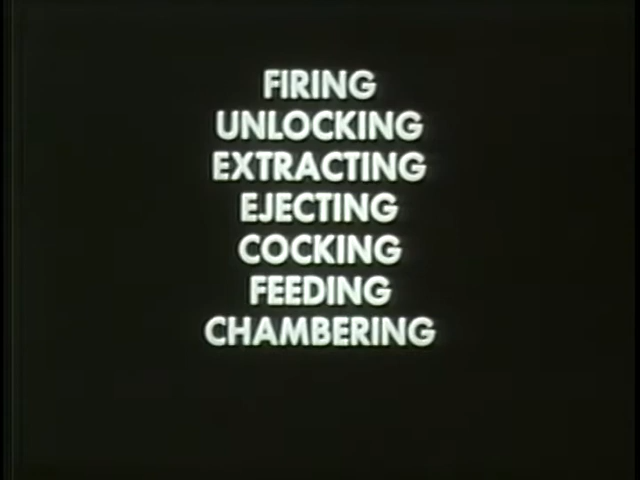 FIRING
UNLOCKING
EXTRACTING
EJECTING
COCKING
FEEDING
CHAMBERING